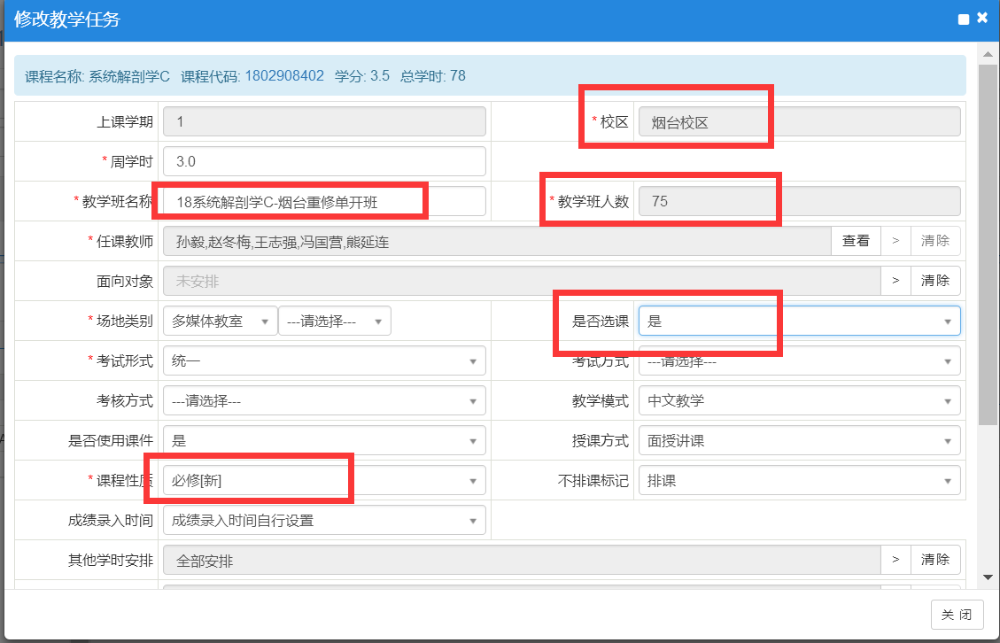 修改教学任务
课程名称: 系统解剖学C 课程代码: 1802908402 学分: 3.5 总学时: 78
上课学期 1 * 校区 烟台校区
* 周学时 3.0
* 教学班名称 18系统解剖学C-烟台重修单开班 * 教学班人数 75
* 任课教师 孙毅,赵冬梅,王志强,冯国营,熊延连 查看 > 清除
面向对象 未安排 > 清除
* 场地类别 多媒体教室 ---请选择--- 是否选课 是
* 考试形式 统一 考试方式 ---请选择---
考核方式 ---请选择--- 教学模式 中文教学
是否使用课件 是 授课方式 面授讲课
* 课程性质 必修[新] 不排课标记 排课
成绩录入时间 成绩录入时间自行设置
其他学时安排 全部安排 > 清除
关 闭